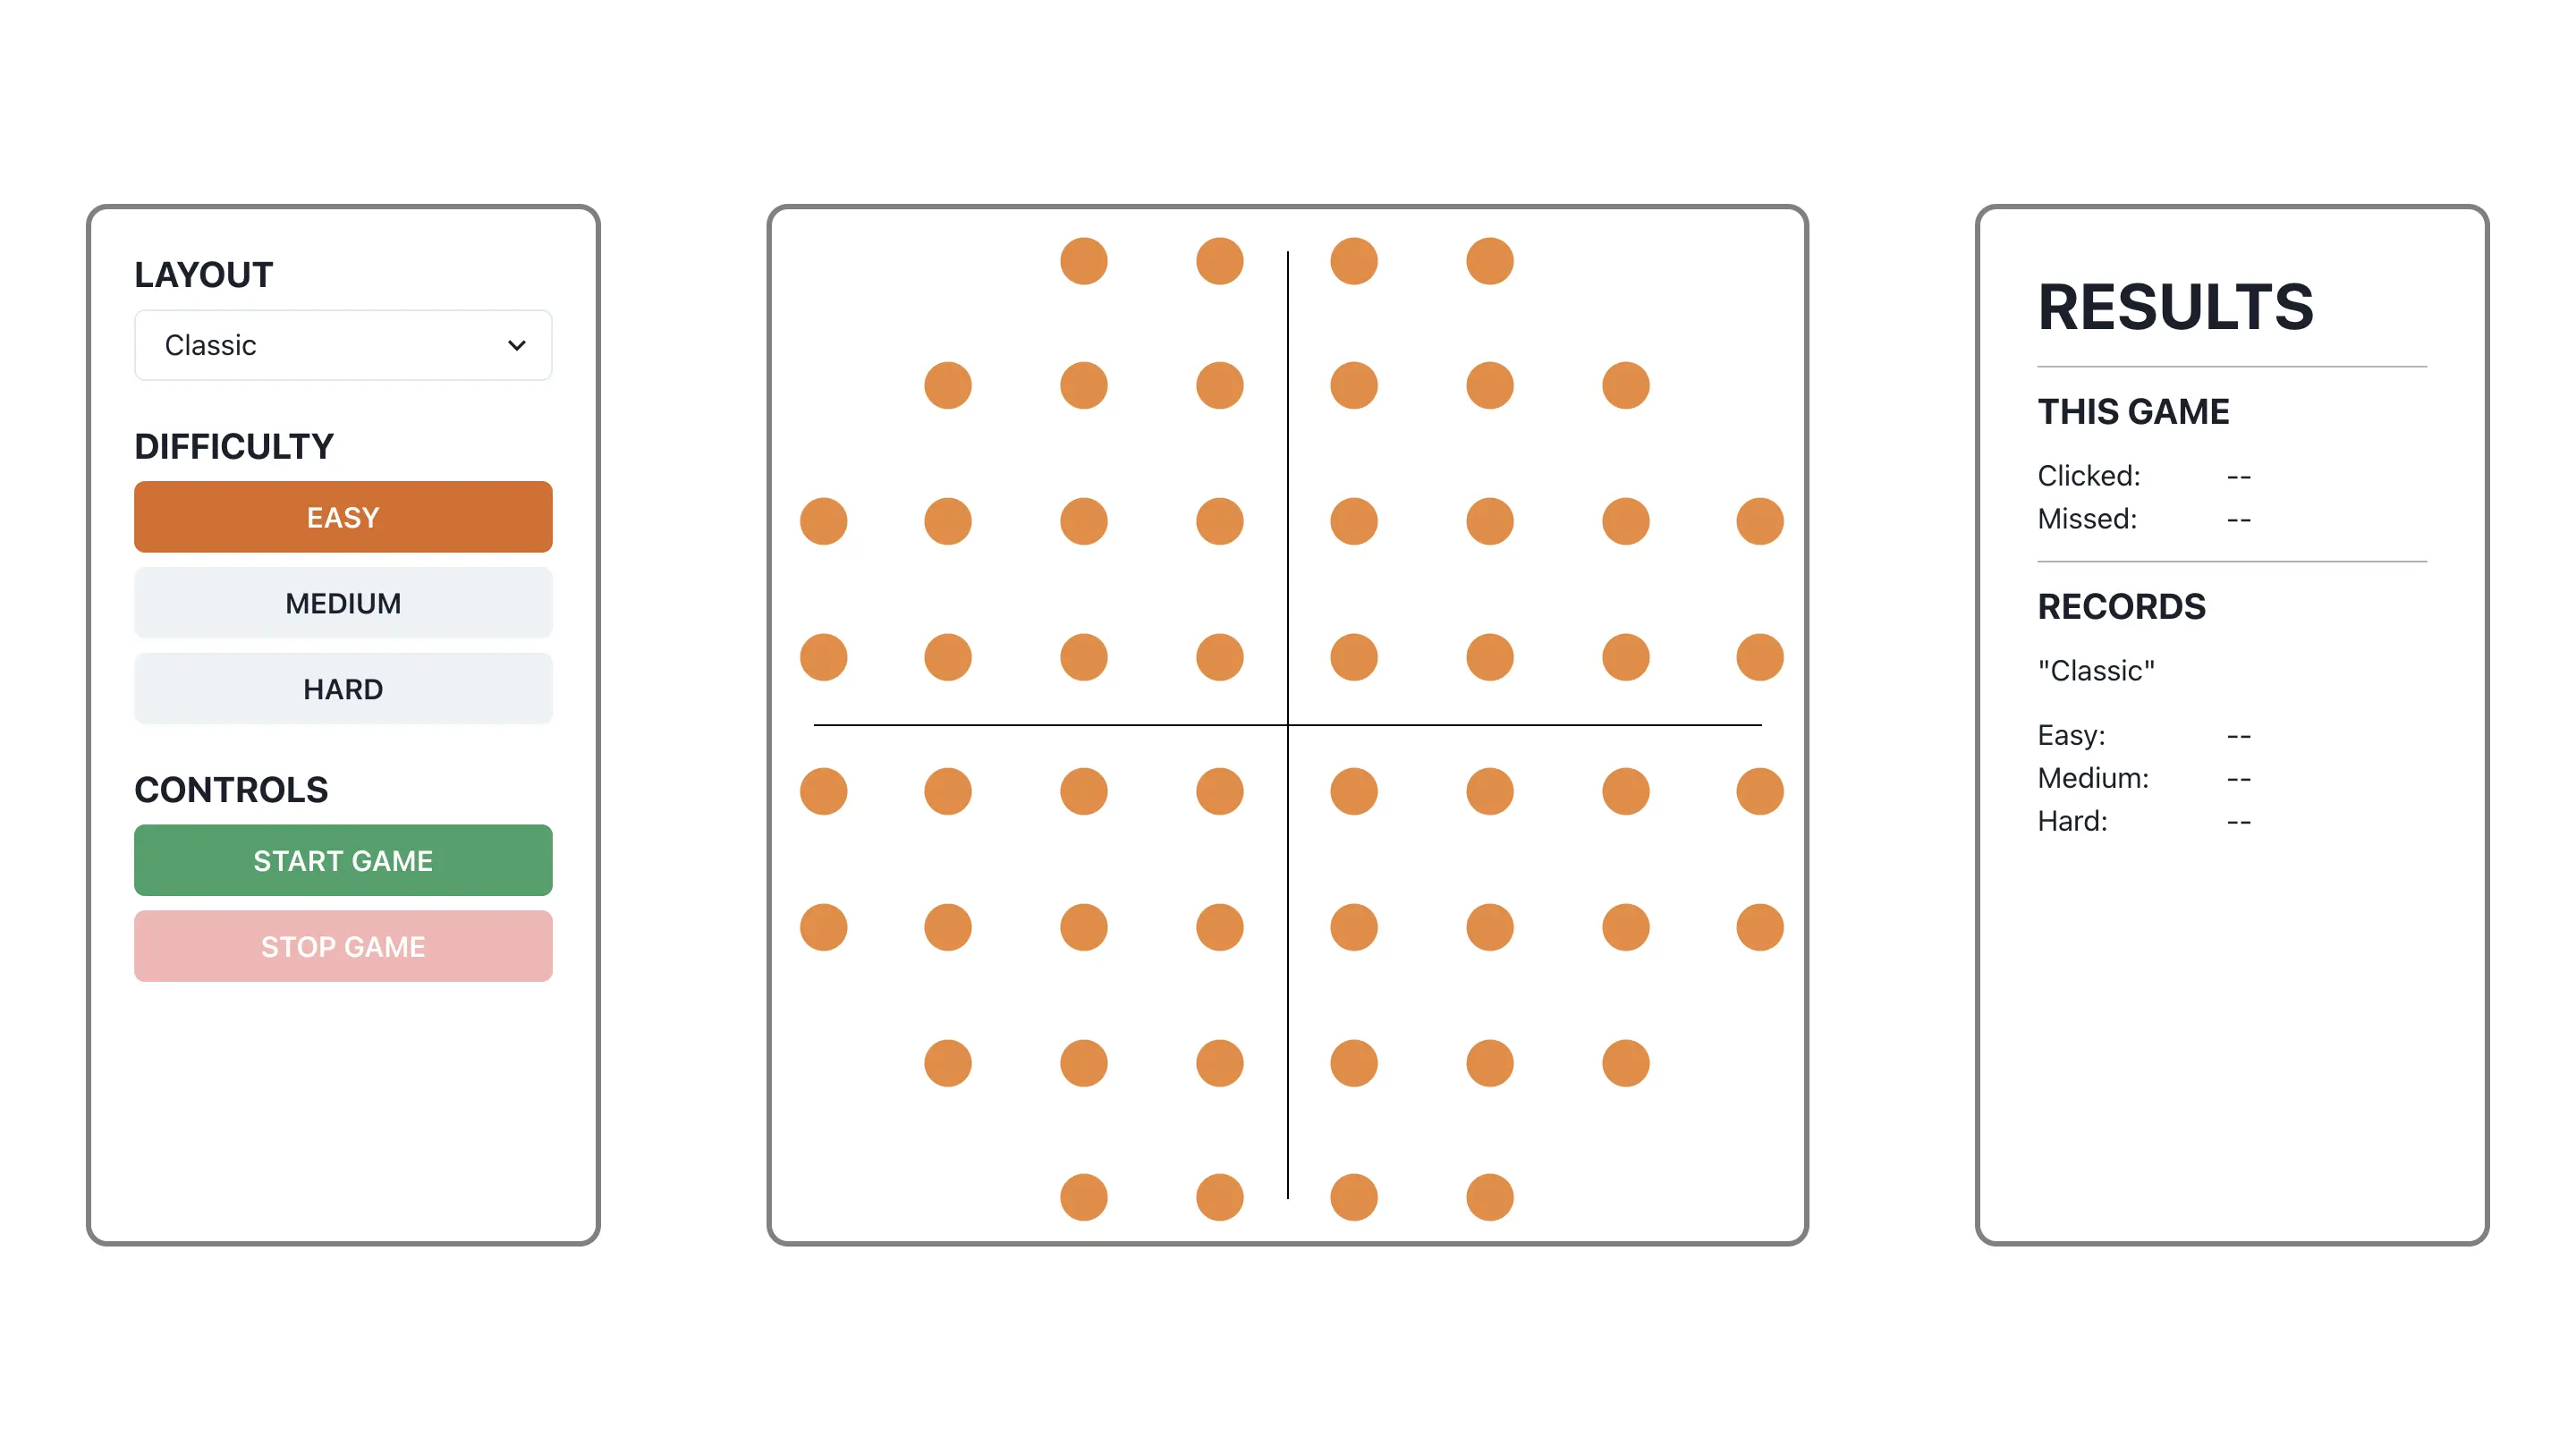 LAYOUT
Classic
DIFFICULTY
EASY
MEDIUM
HARD
CONTROLS
START GAME
STOP GAME
RESULTS
THIS GAME
Clicked: --
Missed: --
RECORDS
"Classic"
Easy: --
Medium: --
Hard: --